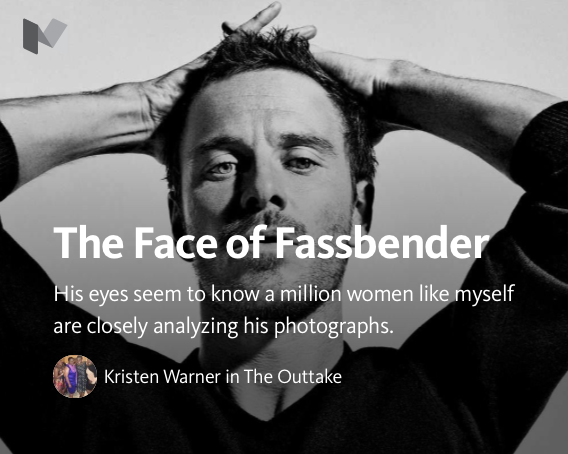 The Face of Fassbender
His eyes seem to know a million women like myself
are closely analyzing his photographs.
Kristen Warner in The Outtake